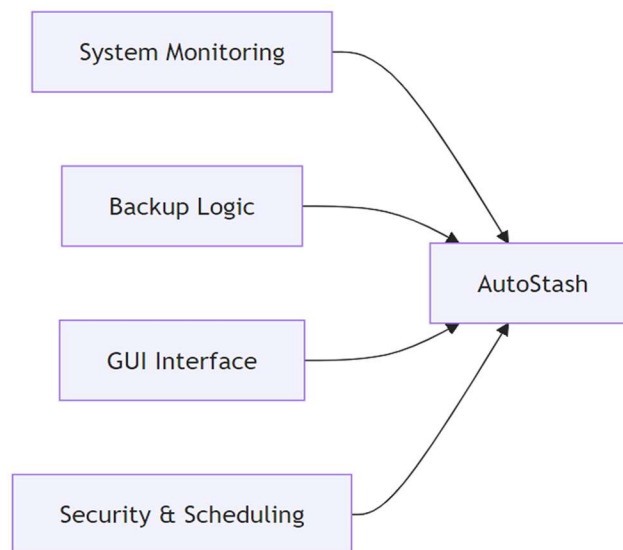 System Monitoring
Backup Logic
AutoStash
GUI Interface
Security & Scheduling